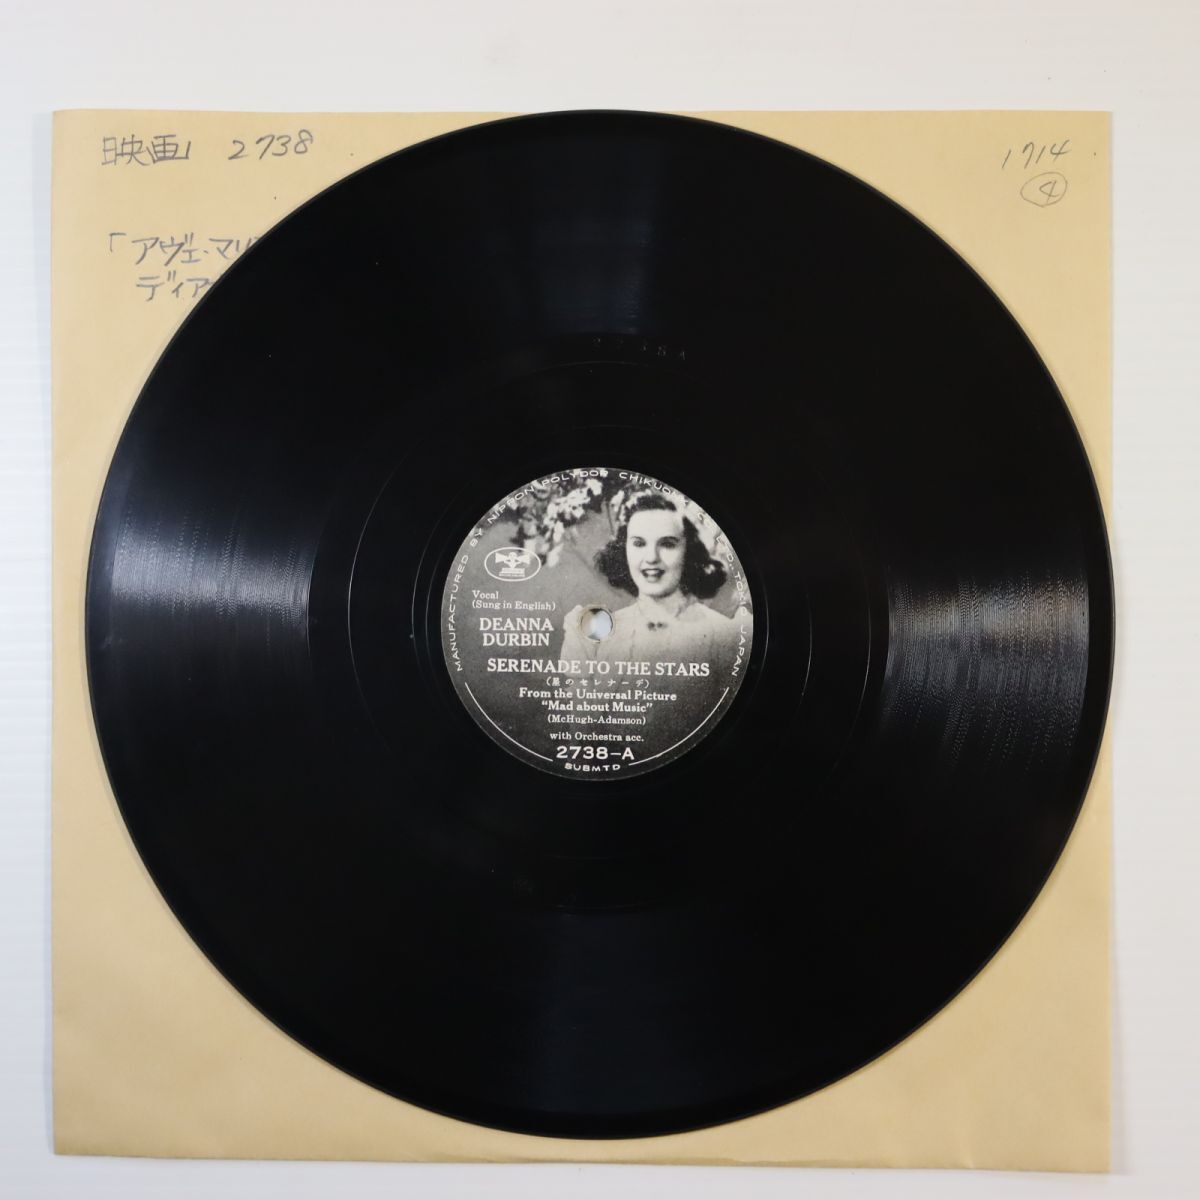 映画 2738
1714
4
「アヴェ・マリ
ディア
MANUFACTURED BY NIPPON POLYDOR CHIKUON
LTD., TOKYO JAPAN
Vocal
(Sung in English)
DEANNA
DURBIN
SERENADE TO THE STARS
(星のセレナーデ)
From the Universal Picture
"Mad about Music"
(McHugh-Adamson)
with Orchestra acc.
2738-A
SUBMTD